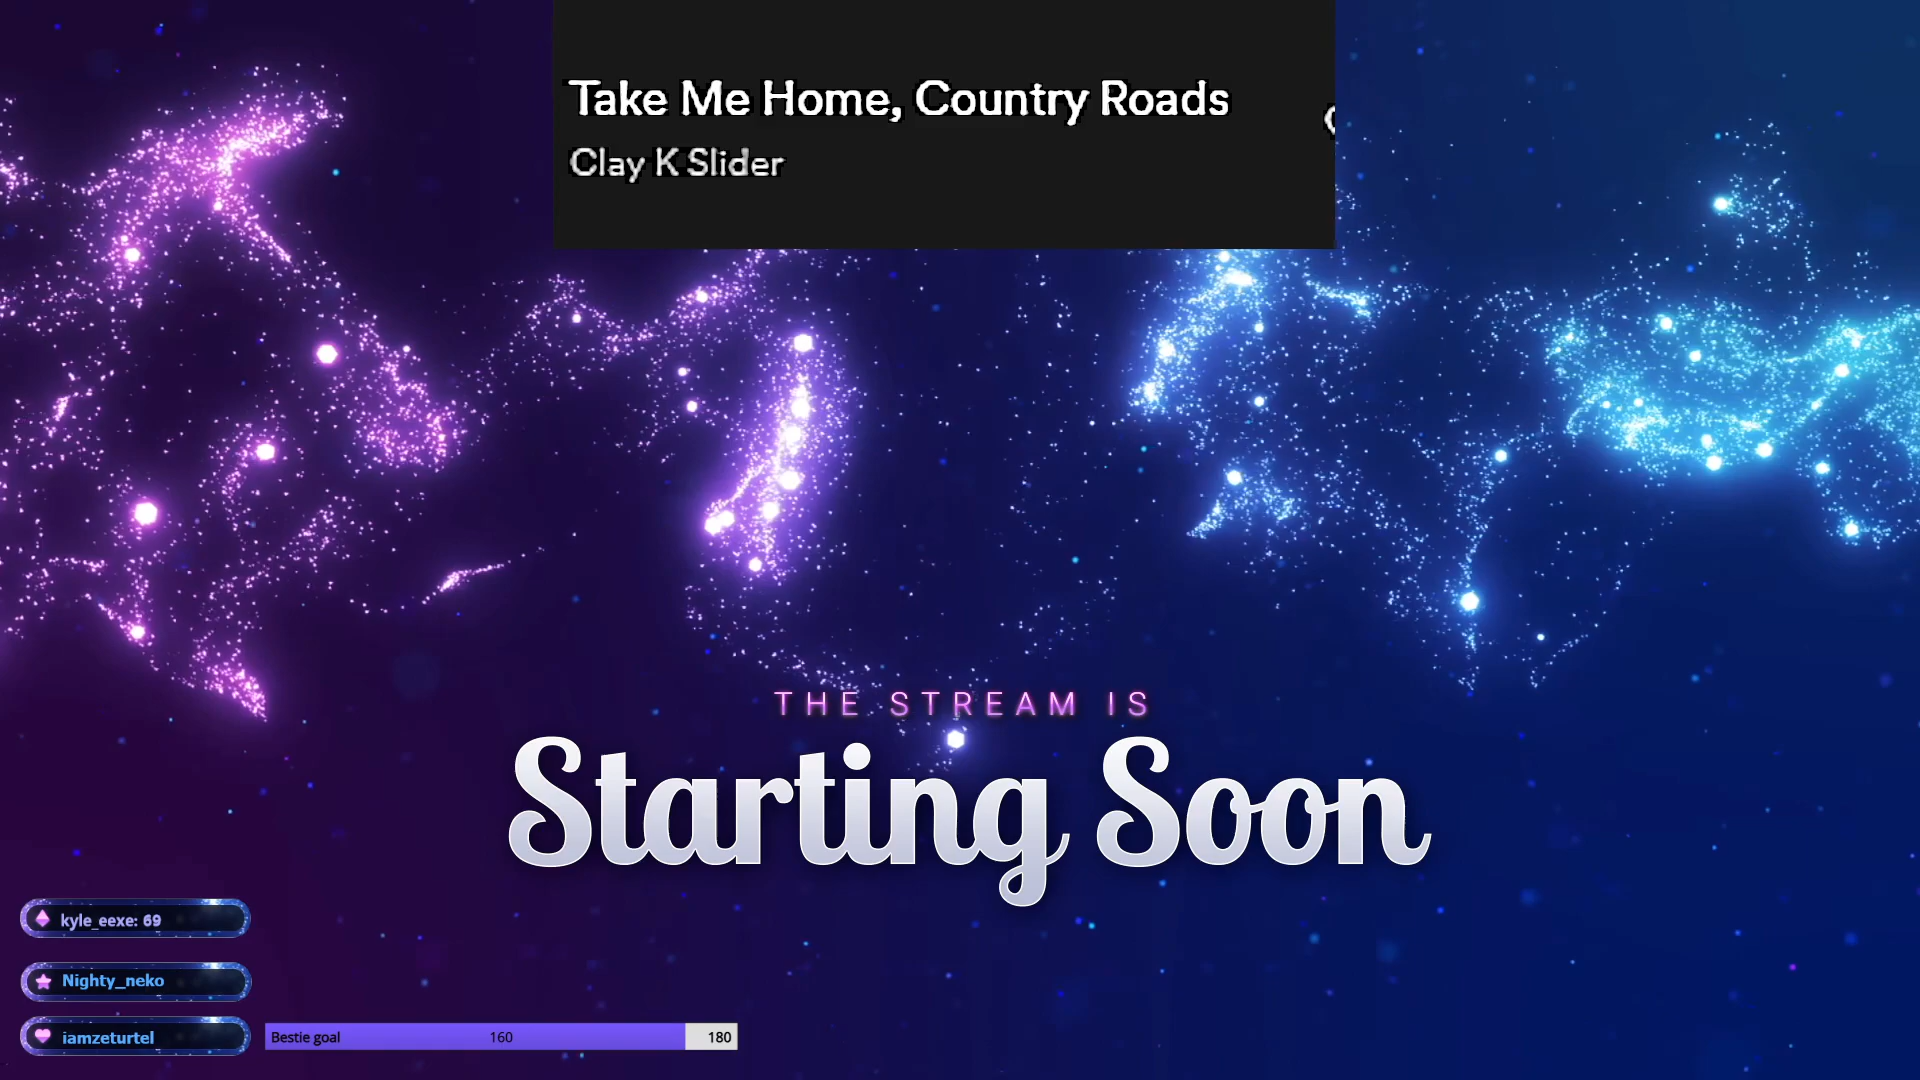 Take Me Home, Country Roads
Clay K Slider
THE STREAM IS
Starting Soon
kyle_eexe: 69
Nighty_neko
iamzeturtel
Bestie goal 160 180